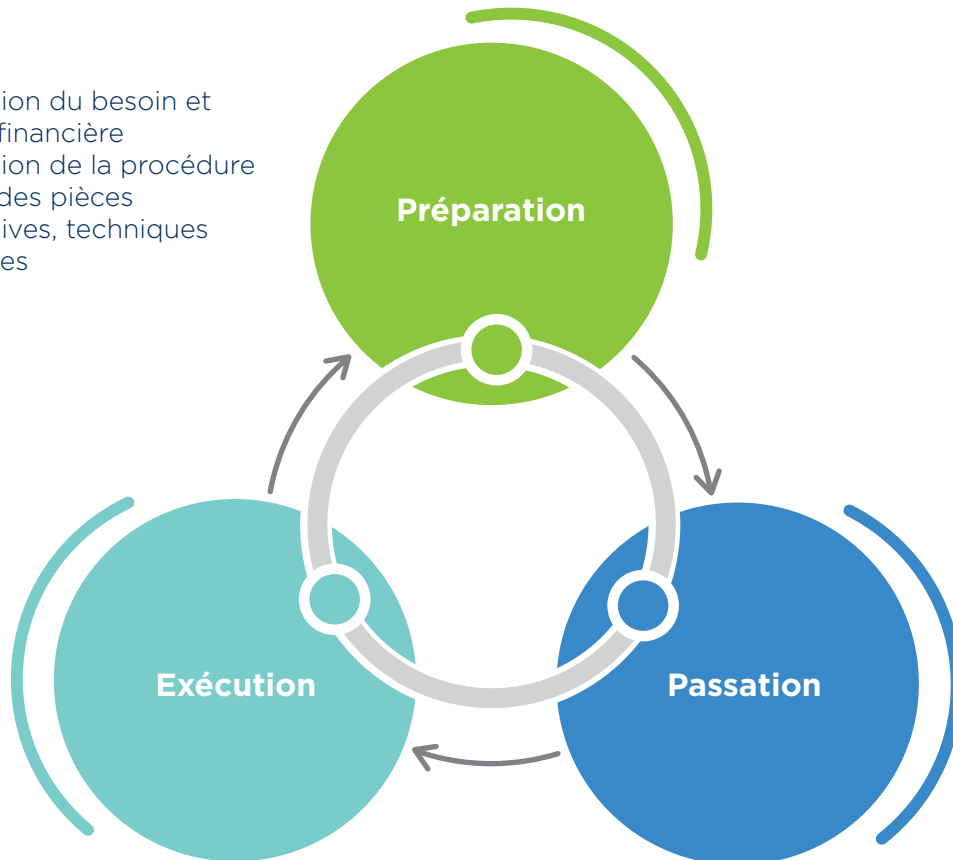 ion du besoin et
financière
ion de la procédure
des pièces
ives, techniques
es
Préparation
Exécution
Passation